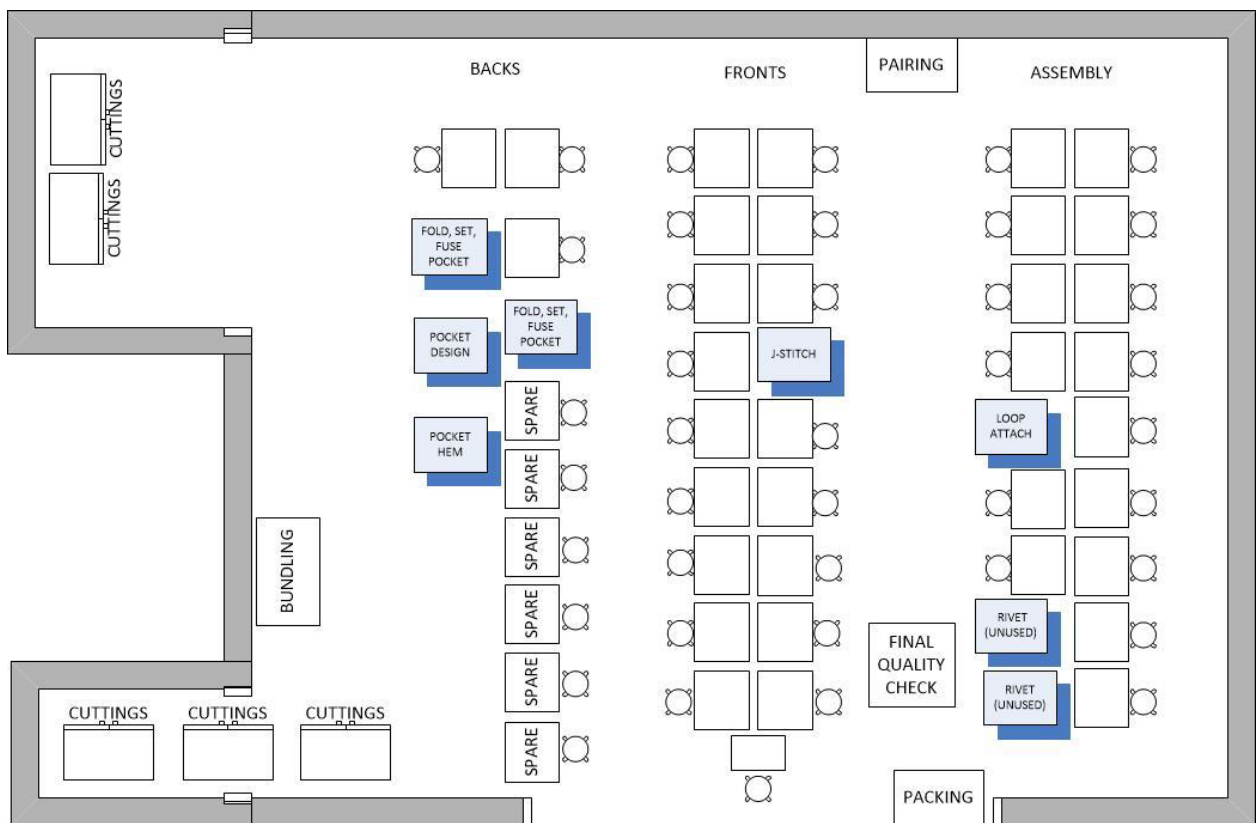 BACKS
FRONTS
PAIRING
ASSEMBLY
CUTTINGS
CUTTINGS
FOLD, SET,
FUSE
POCKET
FOLD, SET,
FUSE
POCKET
POCKET
DESIGN
J-STITCH
SPARE
POCKET
HEM
LOOP
ATTACH
SPARE
SPARE
BUNDLING
SPARE
RIVET
(UNUSED)
FINAL
QUALITY
CHECK
SPARE
RIVET
(UNUSED)
CUTTINGS
CUTTINGS
CUTTINGS
SPARE
PACKING